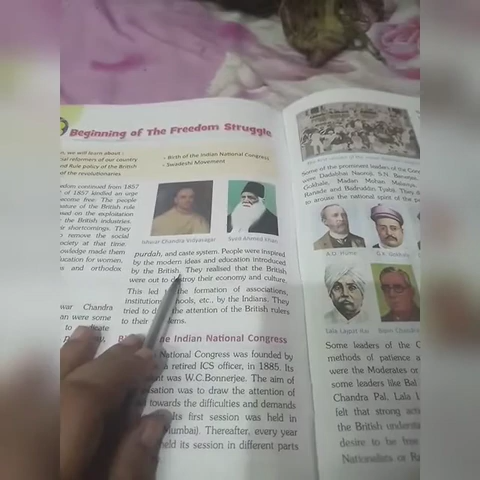 Beginning of The Freedom Struggle
we will learn about :
reformers of our country
and Rule policy of the British
of the revolutionaries
- Birth of the Indian National Congress
- Swadeshi Movement
continued from 1857
of 1857 kindled an urge
become free. The people
nature of the British rule
based on the exploitation
the British industries.
shortcomings. They
remove the social
society at that time.
knowledge made them
education for women,
and orthodox
Ishwar Chandra
an were some
to
Ishwar Chandra Vidyasagar
Syed Ahmed Khan
purdah, and caste system. People were inspired
by the modern ideas and education introduced
by the British. They realised that the British
were out to destroy their economy and culture.
This led to the formation of associations,
institutions, etc., by the Indians. They
tried to the attention of the British rulers
to their
the Indian National Congress
National Congress was founded by
a retired ICS officer, in 1885. Its
was W.C.Bonnerjee. The aim of
was to draw the attention of
towards the difficulties and demands
Its first session was held in
Thereafter, every year
held its session in different parts
Some of the prominent leaders of the
were Dadabhai Naoroji, S.N. Banerjee,
Gokhale, Madan Mohan Malaviya,
Ranade and Badruddin Tyabji. They
to arouse the national spirit of the
A.O. Hume
G.K. Gokhale
Lala Lajpat Rai
Bipin Chandra
Some leaders of the
methods of patience
were the Moderates or
some leaders like Bal
Chandra Pal, Lala
felt that strong
the British
desire to be free
Nationalists or